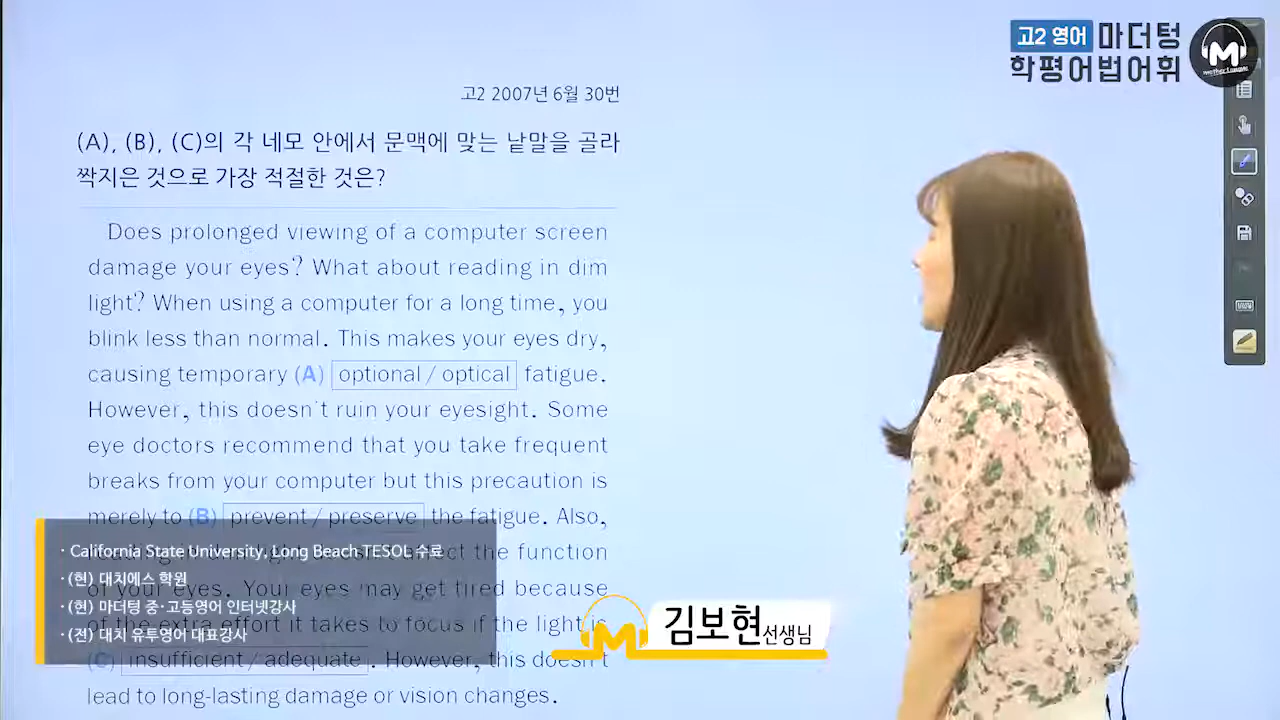 고2 영어 마더텅
학평어법어휘
고2 2007년 6월 30번
(A), (B), (C)의 각 네모 안에서 문맥에 맞는 낱말을 골라
짝지은 것으로 가장 적절한 것은?
Does prolonged viewing of a computer screen
damage your eyes? What about reading in dim
light? When using a computer for a long time, you
blink less than normal. This makes your eyes dry,
causing temporary (A) optional / optical fatigue.
However, this doesn't ruin your eyesight. Some
eye doctors recommend that you take frequent
breaks from your computer but this precaution is
merely to (B) prevent / preserve the fatigue. Also,
the function
of your eyes. Your eyes may get tired because
of the extra effort it takes to focus if the light is
(C) insufficient / adequate. However, this doesn't
lead to long-lasting damage or vision changes.
· California State University, Long Beach TESOL 수료
· (현) 대치에스 학원
· (현) 마더텅 중·고등영어 인터넷강사
· (전) 대치 유투영어 대표강사
M 김보현 선생님